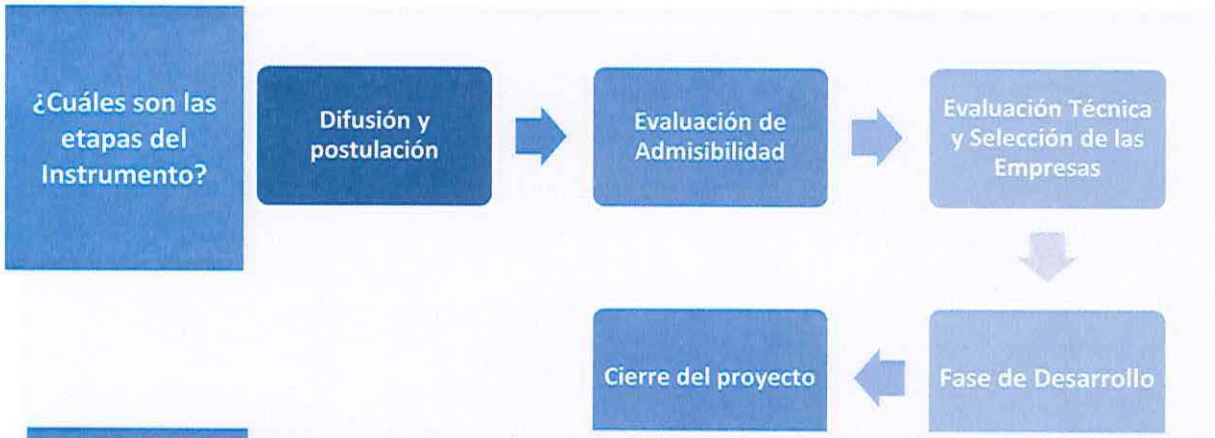 ¿Cuáles son las
etapas del
Instrumento?
Difusión y
postulación
Evaluación de
Admisibilidad
Evaluación Técnica
y Selección de las
Empresas
Fase de Desarrollo
Cierre del proyecto